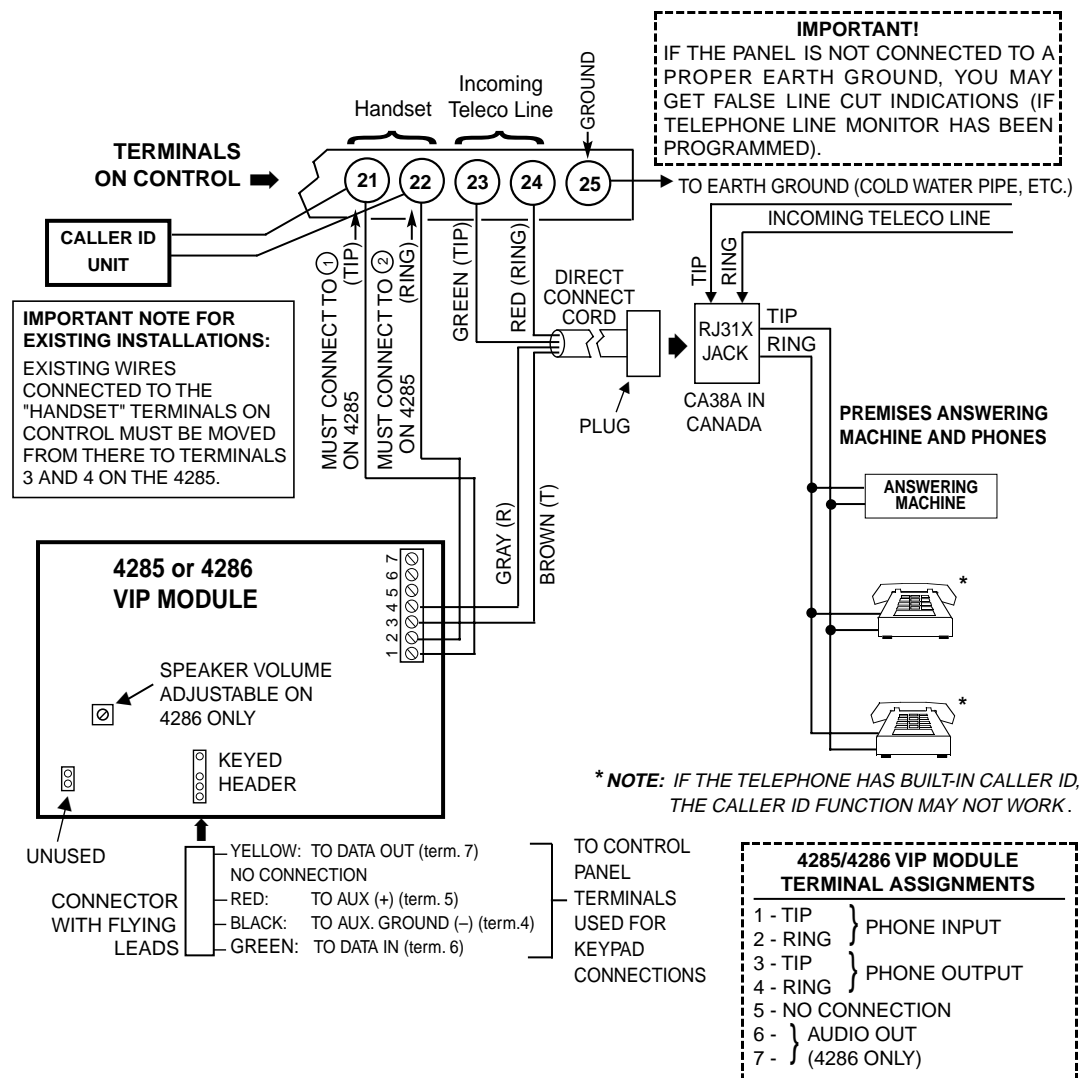 IMPORTANT!
IF THE PANEL IS NOT CONNECTED TO A
PROPER EARTH GROUND, YOU MAY
GET FALSE LINE CUT INDICATIONS (IF
TELEPHONE LINE MONITOR HAS BEEN
PROGRAMMED).
Handset
Incoming
Teleco Line
GROUND
TERMINALS
ON CONTROL
21
22
23
24
25
TO EARTH GROUND (COLD WATER PIPE, ETC.)
CALLER ID
UNIT
INCOMING TELECO LINE
TIP
RING
MUST CONNECT TO 1
(TIP)
ON 4285
MUST CONNECT TO 2
(RING)
ON 4285
GREEN (TIP)
RED (RING)
DIRECT
CONNECT
CORD
PLUG
RJ31X
JACK
TIP
RING
CA38A IN
CANADA
IMPORTANT NOTE FOR
EXISTING INSTALLATIONS:
EXISTING WIRES
CONNECTED TO THE
"HANDSET" TERMINALS ON
CONTROL MUST BE MOVED
FROM THERE TO TERMINALS
3 AND 4 ON THE 4285.
PREMISES ANSWERING
MACHINE AND PHONES
ANSWERING
MACHINE
GRAY (R)
BROWN (T)
*
*
4285 or 4286
VIP MODULE
1 2 3 4 5 6 7
SPEAKER VOLUME
ADJUSTABLE ON
4286 ONLY
KEYED
HEADER
UNUSED
* NOTE: IF THE TELEPHONE HAS BUILT-IN CALLER ID,
THE CALLER ID FUNCTION MAY NOT WORK .
CONNECTOR
WITH FLYING
LEADS
YELLOW: TO DATA OUT (term. 7)
NO CONNECTION
RED: TO AUX (+) (term. 5)
BLACK: TO AUX. GROUND (–) (term.4)
GREEN: TO DATA IN (term. 6)
TO CONTROL
PANEL
TERMINALS
USED FOR
KEYPAD
CONNECTIONS
4285/4286 VIP MODULE
TERMINAL ASSIGNMENTS
1 - TIP
2 - RING
PHONE INPUT
3 - TIP
4 - RING
PHONE OUTPUT
5 - NO CONNECTION
6 - AUDIO OUT
7 - (4286 ONLY)